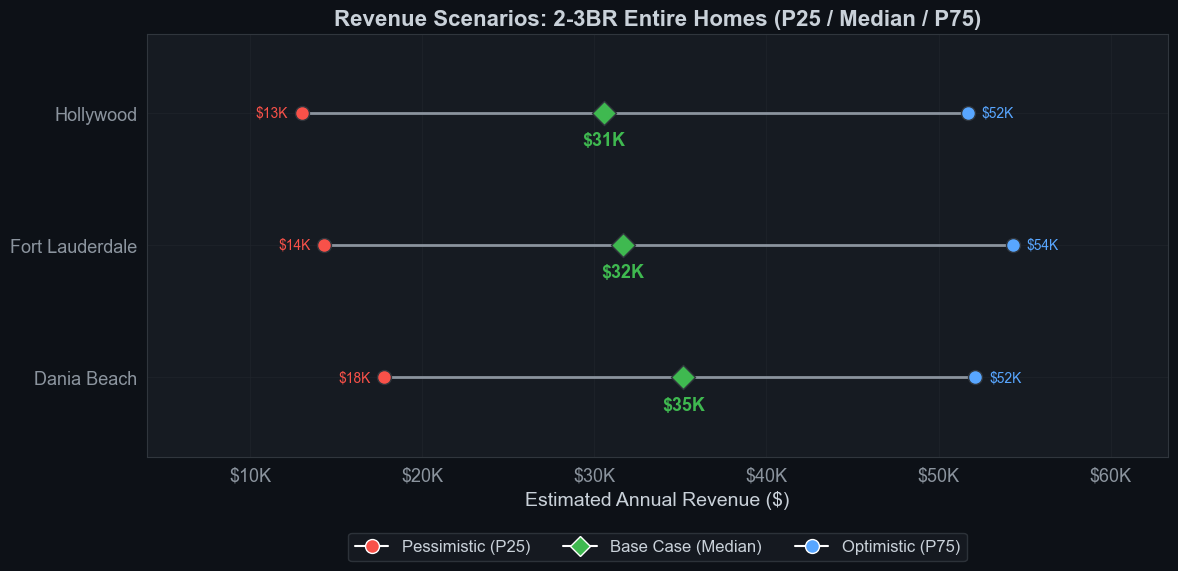 Revenue Scenarios: 2-3BR Entire Homes (P25 / Median / P75)
Hollywood
$13K
$31K
$52K
Fort Lauderdale
$14K
$32K
$54K
Dania Beach
$18K
$35K
$52K
$10K $20K $30K $40K $50K $60K
Estimated Annual Revenue ($)
Pessimistic (P25) Base Case (Median) Optimistic (P75)